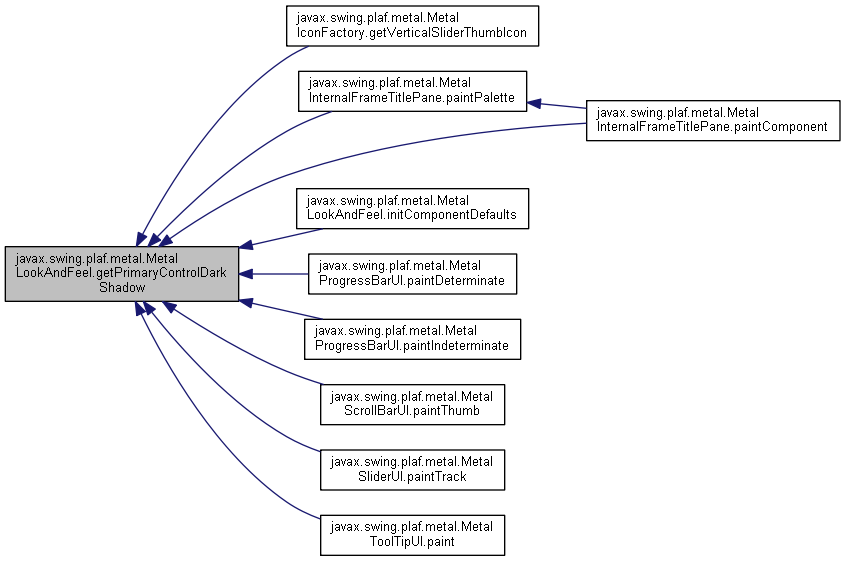 javax.swing.plaf.metal.Metal
IconFactory.getVerticalSliderThumbIcon
javax.swing.plaf.metal.Metal
InternalFrameTitlePane.paintPalette
javax.swing.plaf.metal.Metal
InternalFrameTitlePane.paintComponent
javax.swing.plaf.metal.Metal
LookAndFeel.initComponentDefaults
javax.swing.plaf.metal.Metal
LookAndFeel.getPrimaryControlDark
Shadow
javax.swing.plaf.metal.Metal
ProgressBarUI.paintDeterminate
javax.swing.plaf.metal.Metal
ProgressBarUI.paintIndeterminate
javax.swing.plaf.metal.Metal
ScrollBarUI.paintThumb
javax.swing.plaf.metal.Metal
SliderUI.paintTrack
javax.swing.plaf.metal.Metal
ToolTipUI.paint